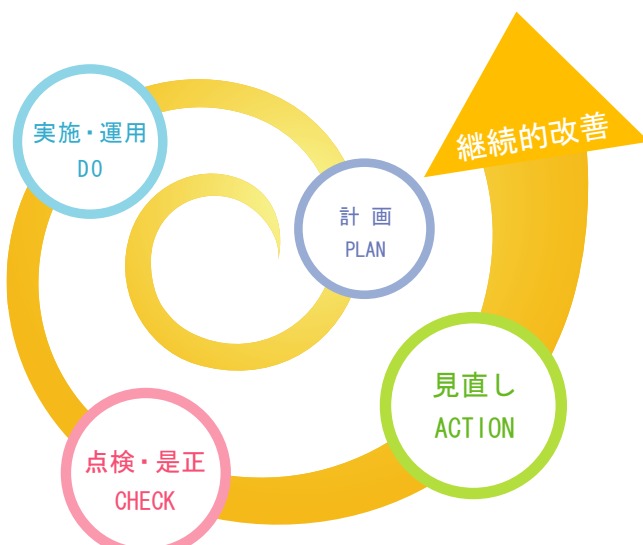 計 画
PLAN
実施・運用
DO
点検・是正
CHECK
見直し
ACTION
継続的改善